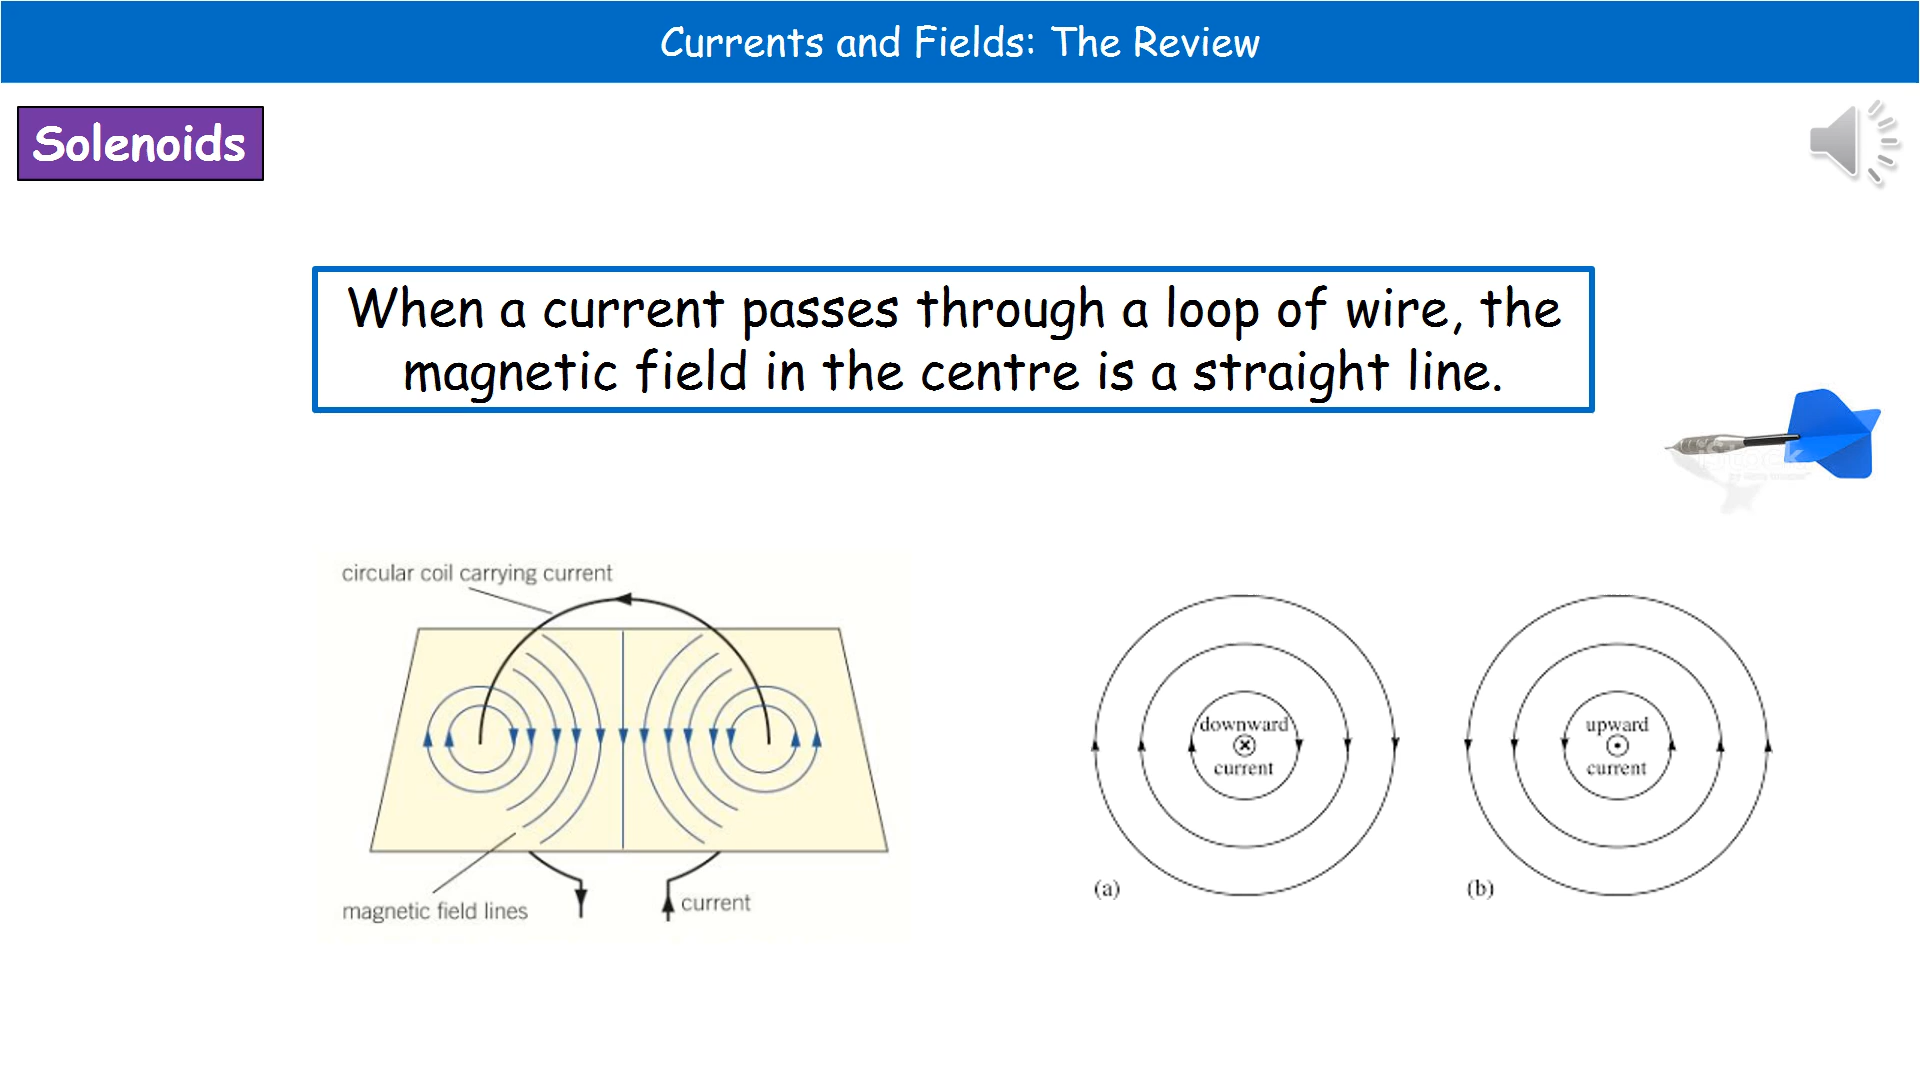 Currents and Fields: The Review
Solenoids
When a current passes through a loop of wire, the
magnetic field in the centre is a straight line.
circular coil carrying current
magnetic field lines
current
downward
current
(a)
upward
current
(b)